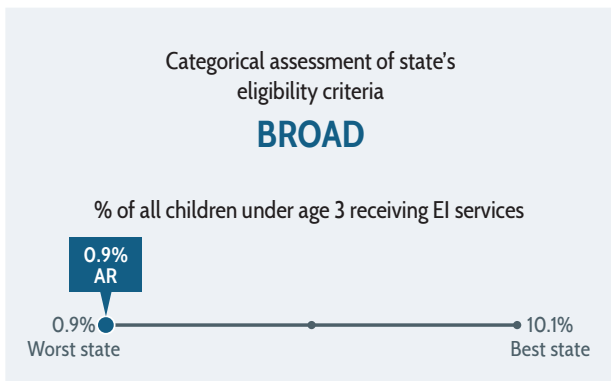 Categorical assessment of state's
eligibility criteria
BROAD
% of all children under age 3 receiving EI services
0.9%
AR
0.9%
10.1%
Worst state
Best state